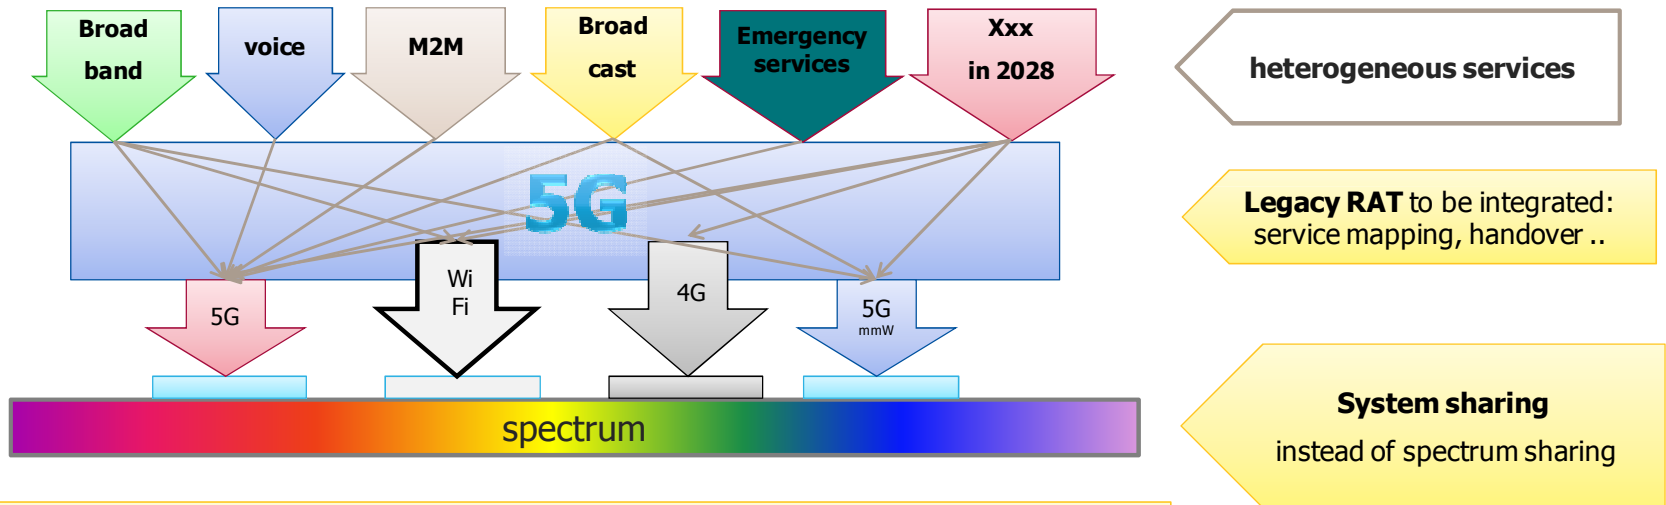 Broad
band
voice
M2M
Broad
cast
Emergency
services
Xxx
in 2028
heterogeneous services
5G
Legacy RAT to be integrated:
service mapping, handover ..
5G
Wi
Fi
4G
5G
mmW
System sharing
instead of spectrum sharing
spectrum